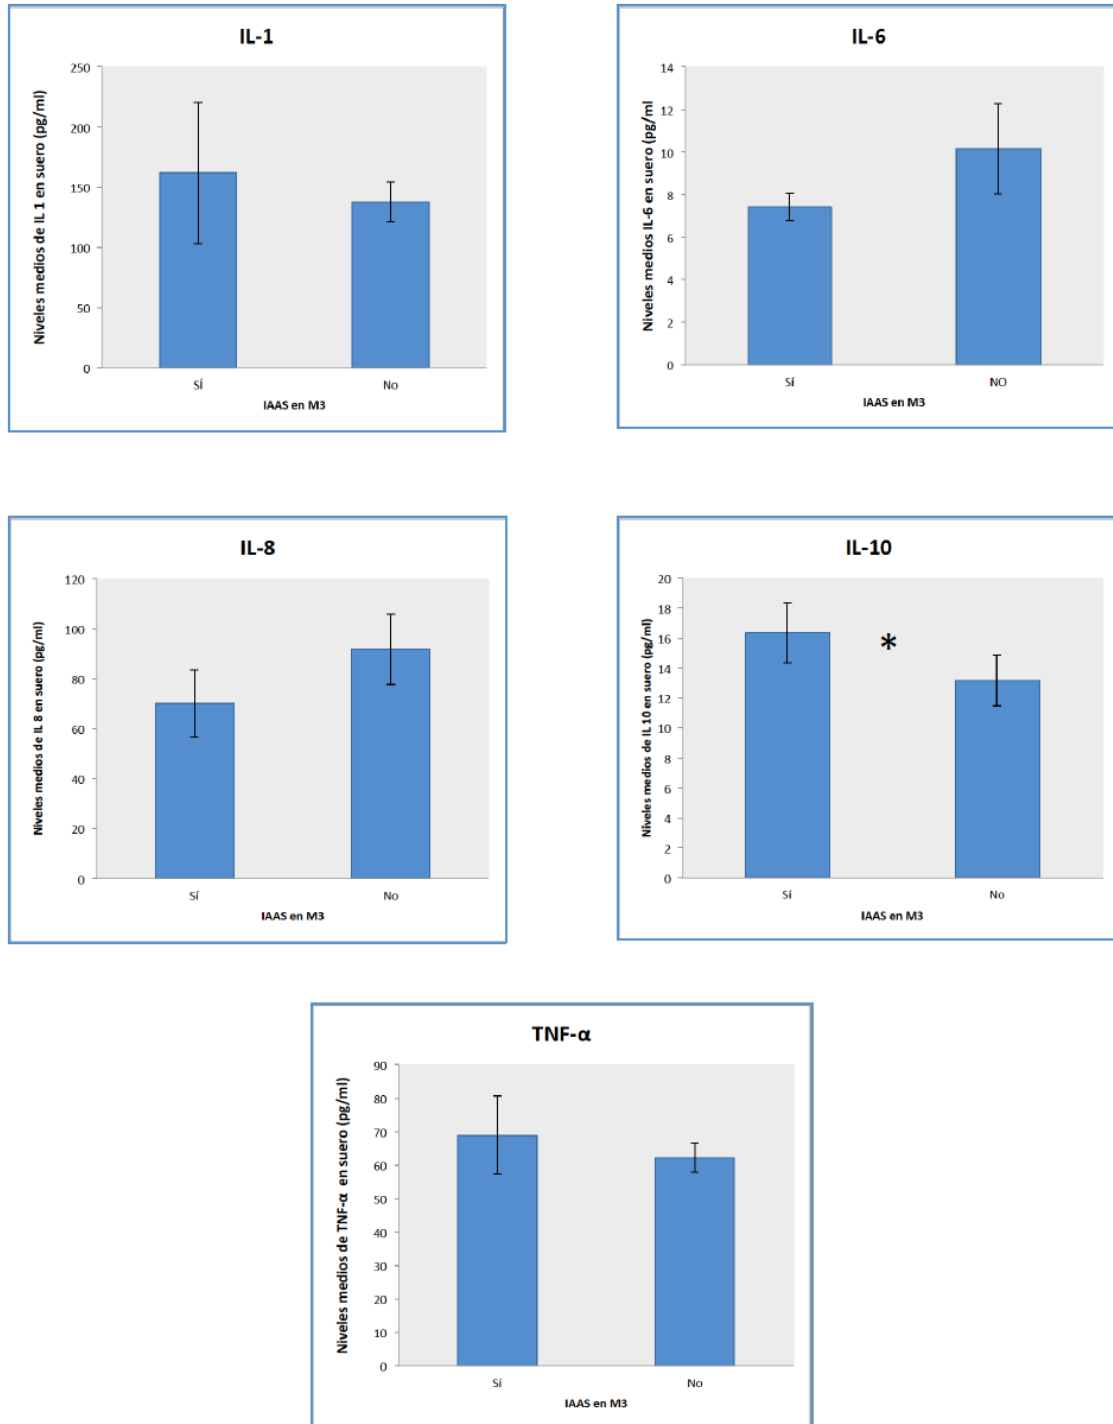 IL-1
Niveles medios de IL 1 en suero (pg/ml)
250
200
150
100
50
0
Sí
No
IAAS en M3
IL-6
Niveles medios IL-6 en suero (pg/ml
14
12
10
8
6
4
2
0
Sí
NO
IAAS en M3
IL-8
Niveles medios de IL 8 en suero (pg/ml)
120
100
80
60
40
20
0
Sí
No
IAAS en M3
IL-10
Niveles medios de IL 10 en suero (pg/ml)
20
18
16
14
12
10
8
6
4
2
0
*
Sí
No
IAAS en M3
TNF-α
Niveles medios de TNF-α en suero (pg/ml)
90
80
70
60
50
40
30
20
10
0
Sí
No
IAAS en M3